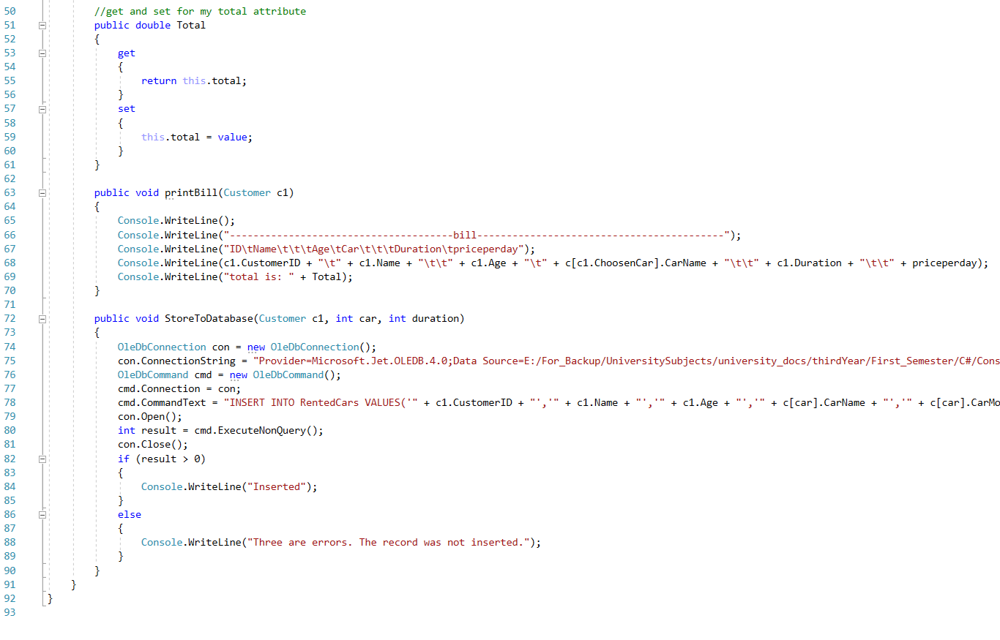 50 //get and set for my total attribute
51 public double Total
52 {
53 get
54 {
55 return this.total;
56 }
57 set
58 {
59 this.total = value;
60 }
61 }
62
63 public void printBill(Customer c1)
64 {
65 Console.WriteLine();
66 Console.WriteLine("--------------------------------------bill------------------------------------------");
67 Console.WriteLine("ID\tName\t\t\tAge\tCar\t\t\tDuration\tpriceperday");
68 Console.WriteLine(c1.CustomerID + "\t" + c1.Name + "\t\t" + c1.Age + "\t" + c[c1.ChoosenCar].CarName + "\t\t" + c1.Duration + "\t\t" + priceperday);
69 Console.WriteLine("total is: " + Total);
70 }
71
72 public void StoreToDatabase(Customer c1, int car, int duration)
73 {
74 OleDbConnection con = new OleDbConnection();
75 con.ConnectionString = "Provider=Microsoft.Jet.OLEDB.4.0;Data Source=E:/For_Backup/UniversitySubjects/university_docs/thirdYear/First_Semester/C#/Cons
76 OleDbCommand cmd = new OleDbCommand();
77 cmd.Connection = con;
78 cmd.CommandText = "INSERT INTO RentedCars VALUES('" + c1.CustomerID + "','" + c1.Name + "','" + c1.Age + "','" + c[car].CarName + "','" + c[car].CarMo
79 con.Open();
80 int result = cmd.ExecuteNonQuery();
81 con.Close();
82 if (result > 0)
83 {
84 Console.WriteLine("Inserted");
85 }
86 else
87 {
88 Console.WriteLine("Three are errors. The record was not inserted.");
89 }
90 }
91 }
92 }
93